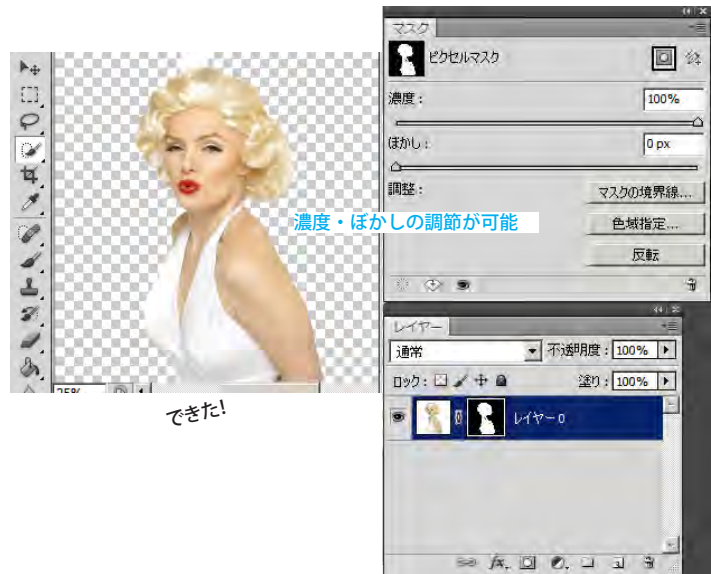 マスク
ピクセルマスク
濃度：
100%
ぼかし：
0 px
調整：
マスクの境界線...
濃度・ぼかしの調節が可能
色域指定...
反転
レイヤー
通常
不透明度：
100%
ロック：
塗り：
100%
25%
できた!
レイヤー 0
fx.